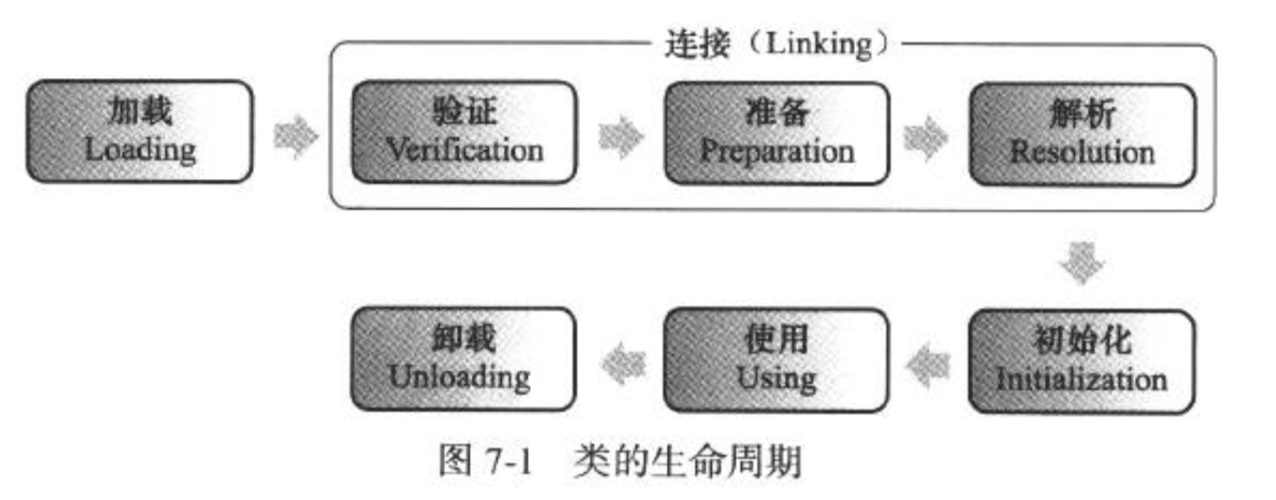 连接（Linking）
加载
Loading
验证
Verification
准备
Preparation
解析
Resolution
初始化
Initialization
使用
Using
卸载
Unloading
图 7-1 类的生命周期